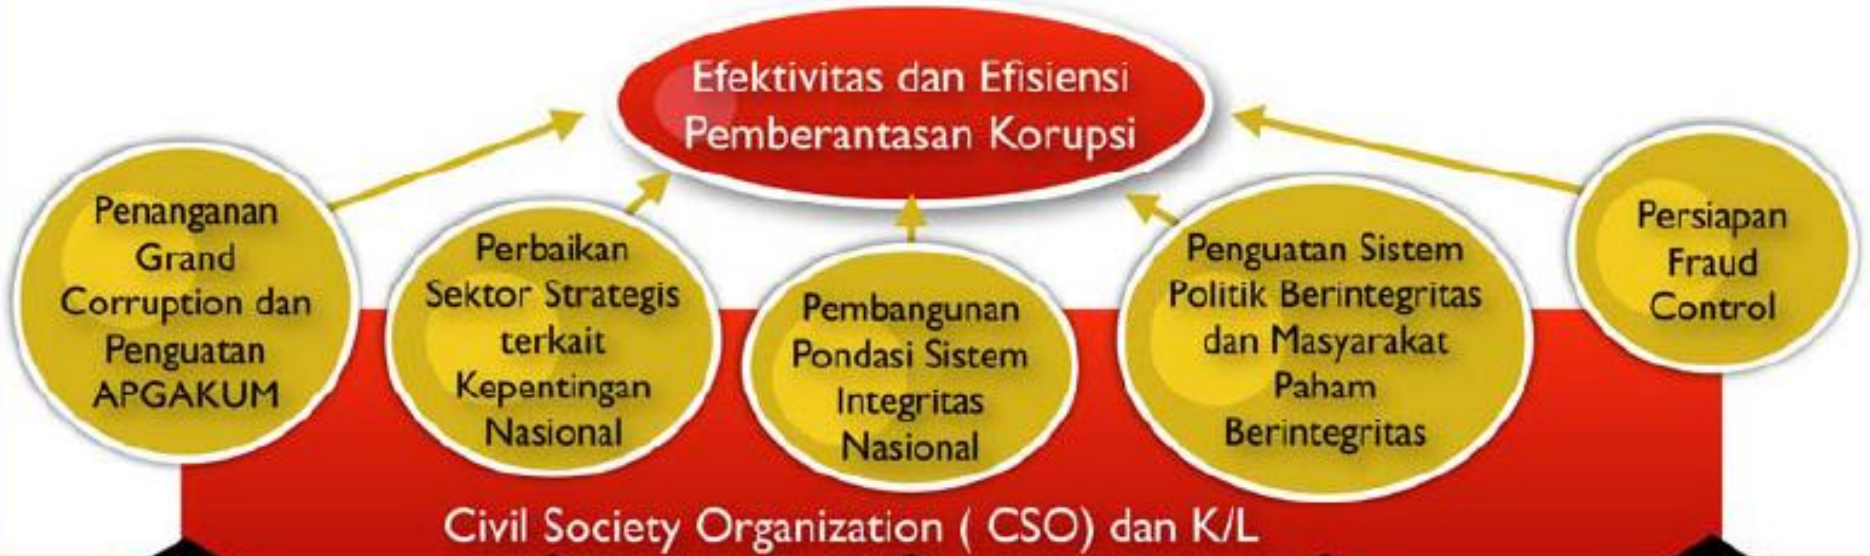 Efektivitas dan Efisiensi
Pemberantasan Korupsi
Penanganan
Grand
Corruption dan
Penguatan
APGAKUM
Perbaikan
Sektor Strategis
terkait
Kepentingan
Nasional
Pembangunan
Pondasi Sistem
Integritas
Nasional
Penguatan Sistem
Politik Berintegritas
dan Masyarakat
Paham
Berintegritas
Persiapan
Fraud
Control
Civil Society Organization ( CSO) dan K/L